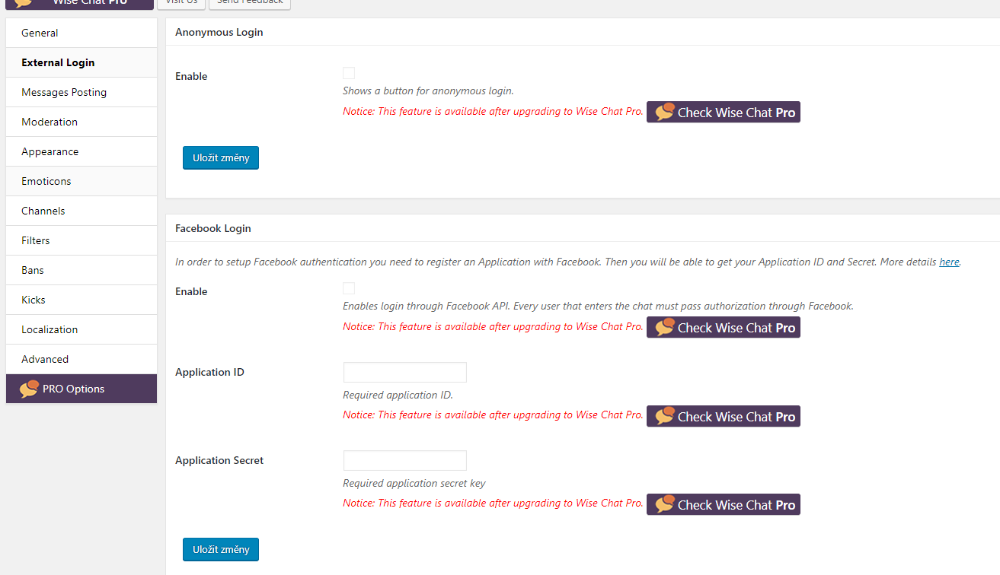 Wise Chat Pro
Visit Us
Send Feedback
General
External Login
Messages Posting
Moderation
Appearance
Emoticons
Channels
Filters
Bans
Kicks
Localization
Advanced
PRO Options
Anonymous Login
Enable
Shows a button for anonymous login.
Notice: This feature is available after upgrading to Wise Chat Pro. Check Wise Chat Pro
Uložit změny
Facebook Login
In order to setup Facebook authentication you need to register an Application with Facebook. Then you will be able to get your Application ID and Secret. More details here.
Enable
Enables login through Facebook API. Every user that enters the chat must pass authorization through Facebook.
Notice: This feature is available after upgrading to Wise Chat Pro. Check Wise Chat Pro
Application ID
Required application ID.
Notice: This feature is available after upgrading to Wise Chat Pro. Check Wise Chat Pro
Application Secret
Required application secret key
Notice: This feature is available after upgrading to Wise Chat Pro. Check Wise Chat Pro
Uložit změny